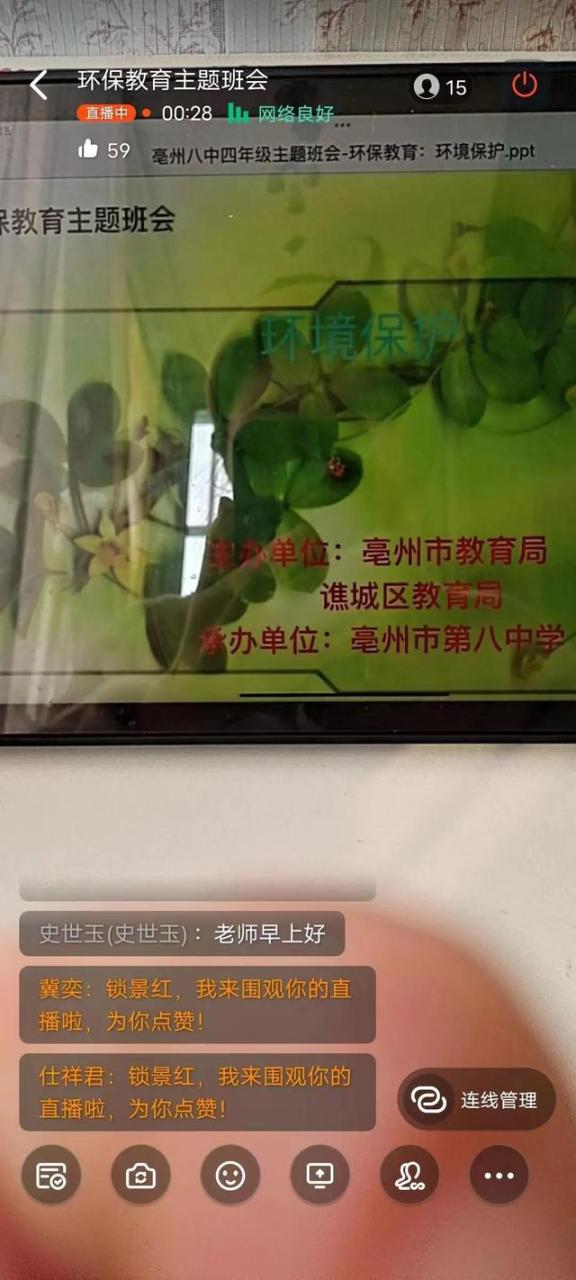 环保教育主题班会
15
直播中
00:28
网络良好
59
亳州八中四年级主题班会-环保教育：环境保护.ppt
保教育主题班会
环境保护
主办单位：亳州市教育局
谯城区教育局
承办单位：亳州市第八中学
史世玉(史世玉)：老师早上好
冀奕：锁景红，我来围观你的直
播啦，为你点赞！
仕祥君：锁景红，我来围观你的
直播啦，为你点赞！
连线管理